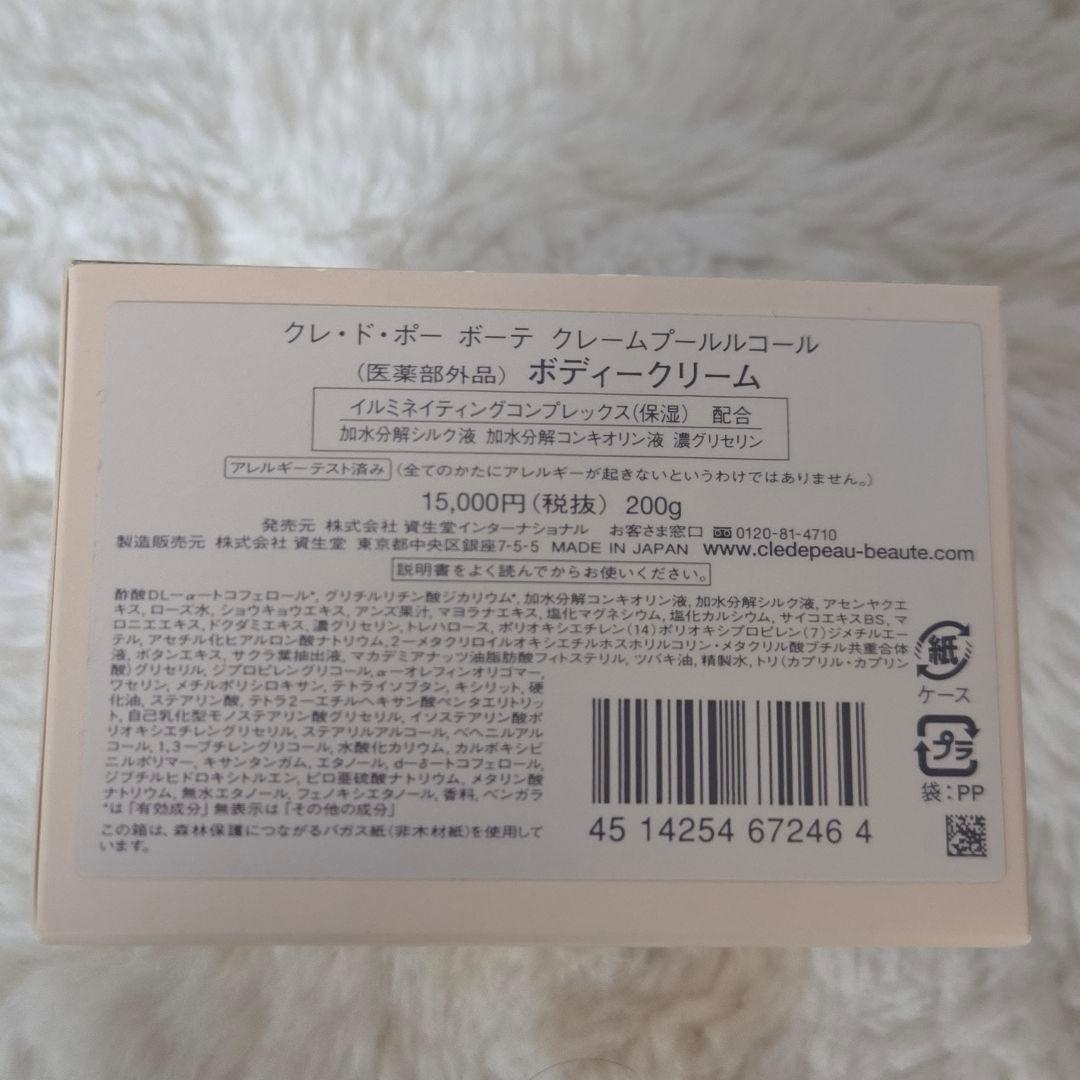 クレ・ド・ポー ボーテ クレームプールルコール
（医薬部外品） ボディークリーム
イルミネイティングコンプレックス（保湿） 配合
加水分解シルク液 加水分解コンキオリン液 濃グリセリン
アレルギーテスト済み（全てのかたにアレルギーが起きないというわけではありません。）
15,000円（税抜） 200g
発売元 株式会社 資生堂インターナショナル お客さま窓口 0120-81-4710
製造販売元 株式会社 資生堂 東京都中央区銀座7-5-5 MADE IN JAPAN www.cledepeau-beaute.com
説明書をよく読んでからお使いください。
酢酸DL-α-トコフェロール*, グリチルリチン酸ジカリウム*, 加水分解コンキオリン液, 加水分解シルク液, アセンヤクエ
キス, ローズ水, ショウキョウエキス, アンズ果汁, マヨラナエキス, 塩化マグネシウム, 塩化カルシウム, サイコエキスBS, マ
ロニエエキス, ドクダミエキス, 濃グリセリン, トレハロース, ポリオキシエチレン（14）ポリオキシプロピレン（7）ジメチルエー
テル, アセチル化ヒアルロン酸ナトリウム, 2-メタクリロイルオキシエチルホスホリルコリン・メタクリル酸ブチル共重合体
液, ボタンエキス, サクラ葉抽出液, マカデミアナッツ油脂肪酸フィトステリル, ツバキ油, 精製水, トリ（カプリル・カプリン
酸）グリセリル, ジプロピレングリコール, α-オレフィンオリゴマー,
ワセリン, メチルポリシロキサン, テトライソブタン, キシリット, 硬
化油, ステアリン酸, テトラ2-エチルヘキサン酸ペンタエリトリッ
ト, 自己乳化型モノステアリン酸グリセリル, イソステアリン酸ポ
リオキシエチレングリセリル, ステアリルアルコール, ベヘニルアル
コール, 1,3-ブチレングリコール, 水酸化カリウム, カルボキシビ
ニルポリマー, キサンタンガム, エタノール, d-δ-トコフェロール,
ジブチルヒドロキシトルエン, ピロ亜硫酸ナトリウム, メタリン酸
ナトリウム, 無水エタノール, フェノキシエタノール, 香料, ベンガラ
*は「有効成分」無表示は「その他の成分」
この箱は、森林保護につながるバガス紙（非木材紙）を使用して
います。
紙
ケース
プラ
袋：PP
45 14254 67246 4